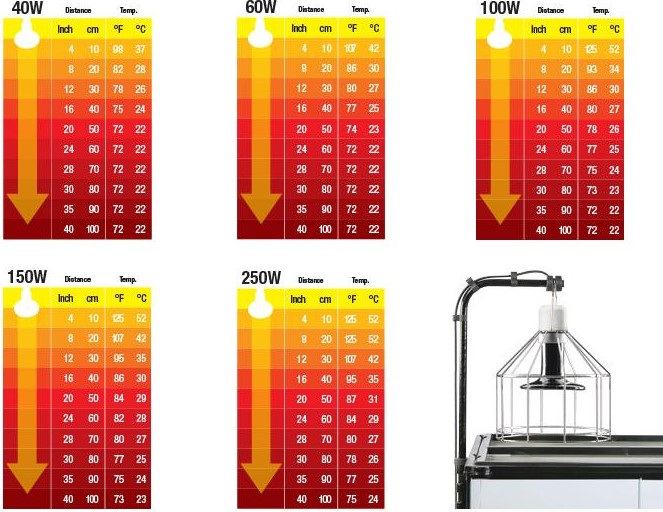 40W Distance Temp.
Inch cm °F °C
4 10 98 37
8 20 82 28
12 30 78 26
16 40 75 24
20 50 72 22
24 60 72 22
28 70 72 22
30 80 72 22
35 90 72 22
40 100 72 22
60W Distance Temp.
Inch cm °F °C
4 10 107 42
8 20 86 30
12 30 80 27
16 40 77 25
20 50 74 23
24 60 72 22
28 70 72 22
30 80 72 22
35 90 72 22
40 100 72 22
100W Distance Temp.
Inch cm °F °C
4 10 125 52
8 20 93 34
12 30 86 30
16 40 80 27
20 50 78 26
24 60 77 25
28 70 75 24
30 80 73 23
35 90 72 22
40 100 72 22
150W Distance Temp.
Inch cm °F °C
4 10 125 52
8 20 107 42
12 30 95 35
16 40 86 30
20 50 84 29
24 60 82 28
28 70 80 27
30 80 77 25
35 90 75 24
40 100 73 23
250W Distance Temp.
Inch cm °F °C
4 10 125 52
8 20 125 52
12 30 107 42
16 40 95 35
20 50 87 31
24 60 84 29
28 70 80 27
30 80 78 26
35 90 77 25
40 100 75 24